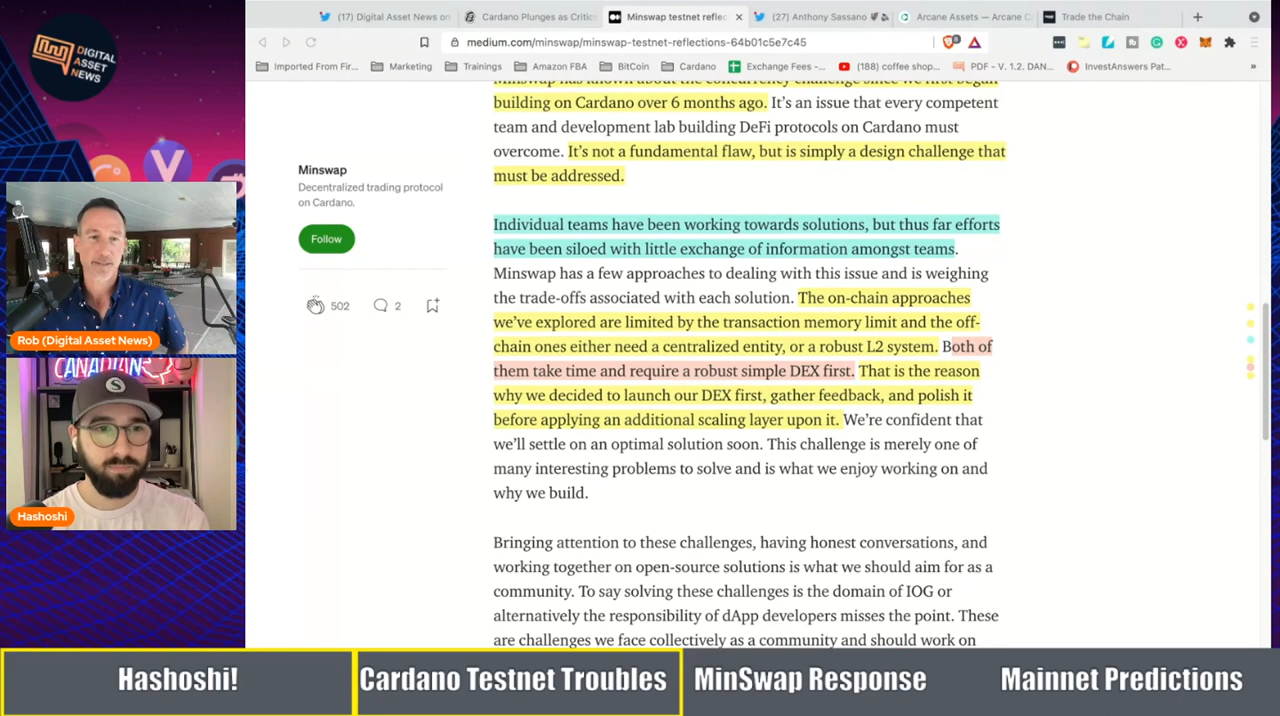 (17) Digital Asset News on
Cardano Plunges as Critics
Minswap testnet reflec
(27) Anthony Sassano
Arcane Assets — Arcane C
Trade the Chain
medium.com/minswap/minswap-testnet-reflections-64b01c5e7c45
Imported From Fir...
Marketing
Trainings
Amazon FBA
BitCoin
Cardano
Exchange Fees -...
(188) coffee shop...
PDF - V. 1.2. DAN...
InvestAnswers Pat...
DIGITAL
ASSET
NEWS
Minswap has known about the concurrency challenge since we first began
building on Cardano over 6 months ago. It's an issue that every competent
team and development lab building DeFi protocols on Cardano must
overcome. It's not a fundamental flaw, but is simply a design challenge that
must be addressed.
Minswap
Decentralized trading protocol
on Cardano.
Follow
502
2
Individual teams have been working towards solutions, but thus far efforts
have been siloed with little exchange of information amongst teams.
Minswap has a few approaches to dealing with this issue and is weighing
the trade-offs associated with each solution. The on-chain approaches
we've explored are limited by the transaction memory limit and the off-
chain ones either need a centralized entity, or a robust L2 system. Both of
them take time and require a robust simple DEX first. That is the reason
why we decided to launch our DEX first, gather feedback, and polish it
before applying an additional scaling layer upon it. We're confident that
we'll settle on an optimal solution soon. This challenge is merely one of
many interesting problems to solve and is what we enjoy working on and
why we build.
Bringing attention to these challenges, having honest conversations, and
working together on open-source solutions is what we should aim for as a
community. To say solving these challenges is the domain of IOG or
alternatively the responsibility of dApp developers misses the point. These
are challenges we face collectively as a community and should work on
Rob (Digital Asset News)
CANADIAN
S
Hashoshi
Hashoshi!
Cardano Testnet Troubles
MinSwap Response
Mainnet Predictions